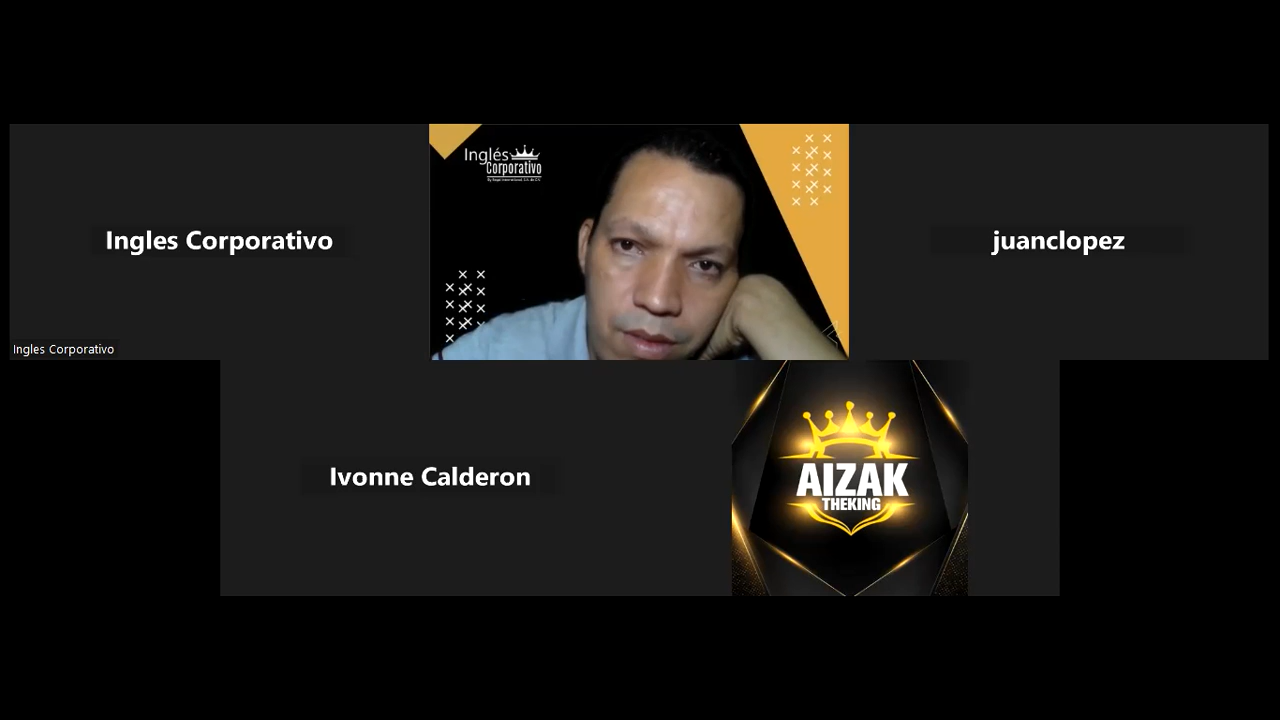 Ingles Corporativo
Inglés
Corporativo
juanclopez
Ingles Corporativo
Ivonne Calderon
AIZAK
THEKING